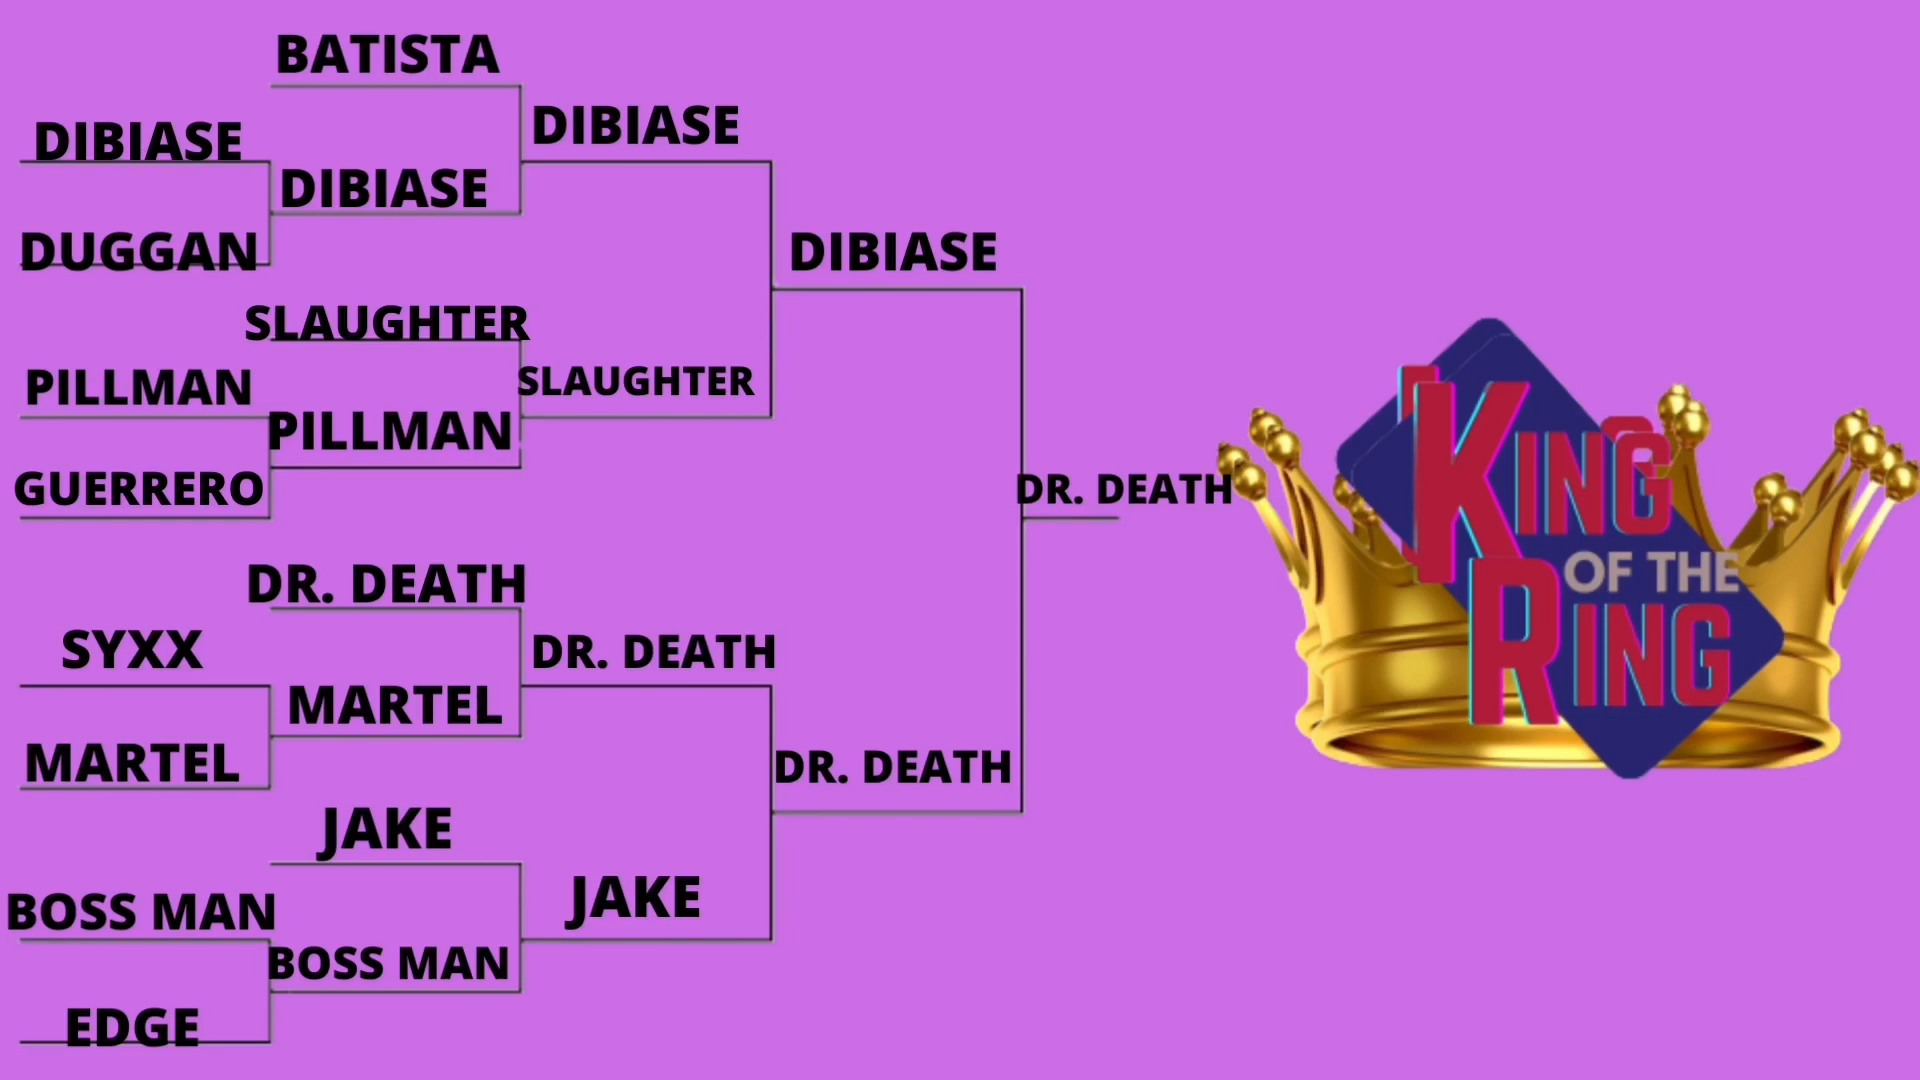 BATISTA
DIBIASE
DIBIASE
DIBIASE
DUGGAN
DIBIASE
SLAUGHTER
PILLMAN
SLAUGHTER
PILLMAN
GUERRERO
DR. DEATH
DR. DEATH
SYXX
DR. DEATH
MARTEL
MARTEL
DR. DEATH
JAKE
BOSS MAN
JAKE
BOSS MAN
EDGE
KING
OF THE
RING